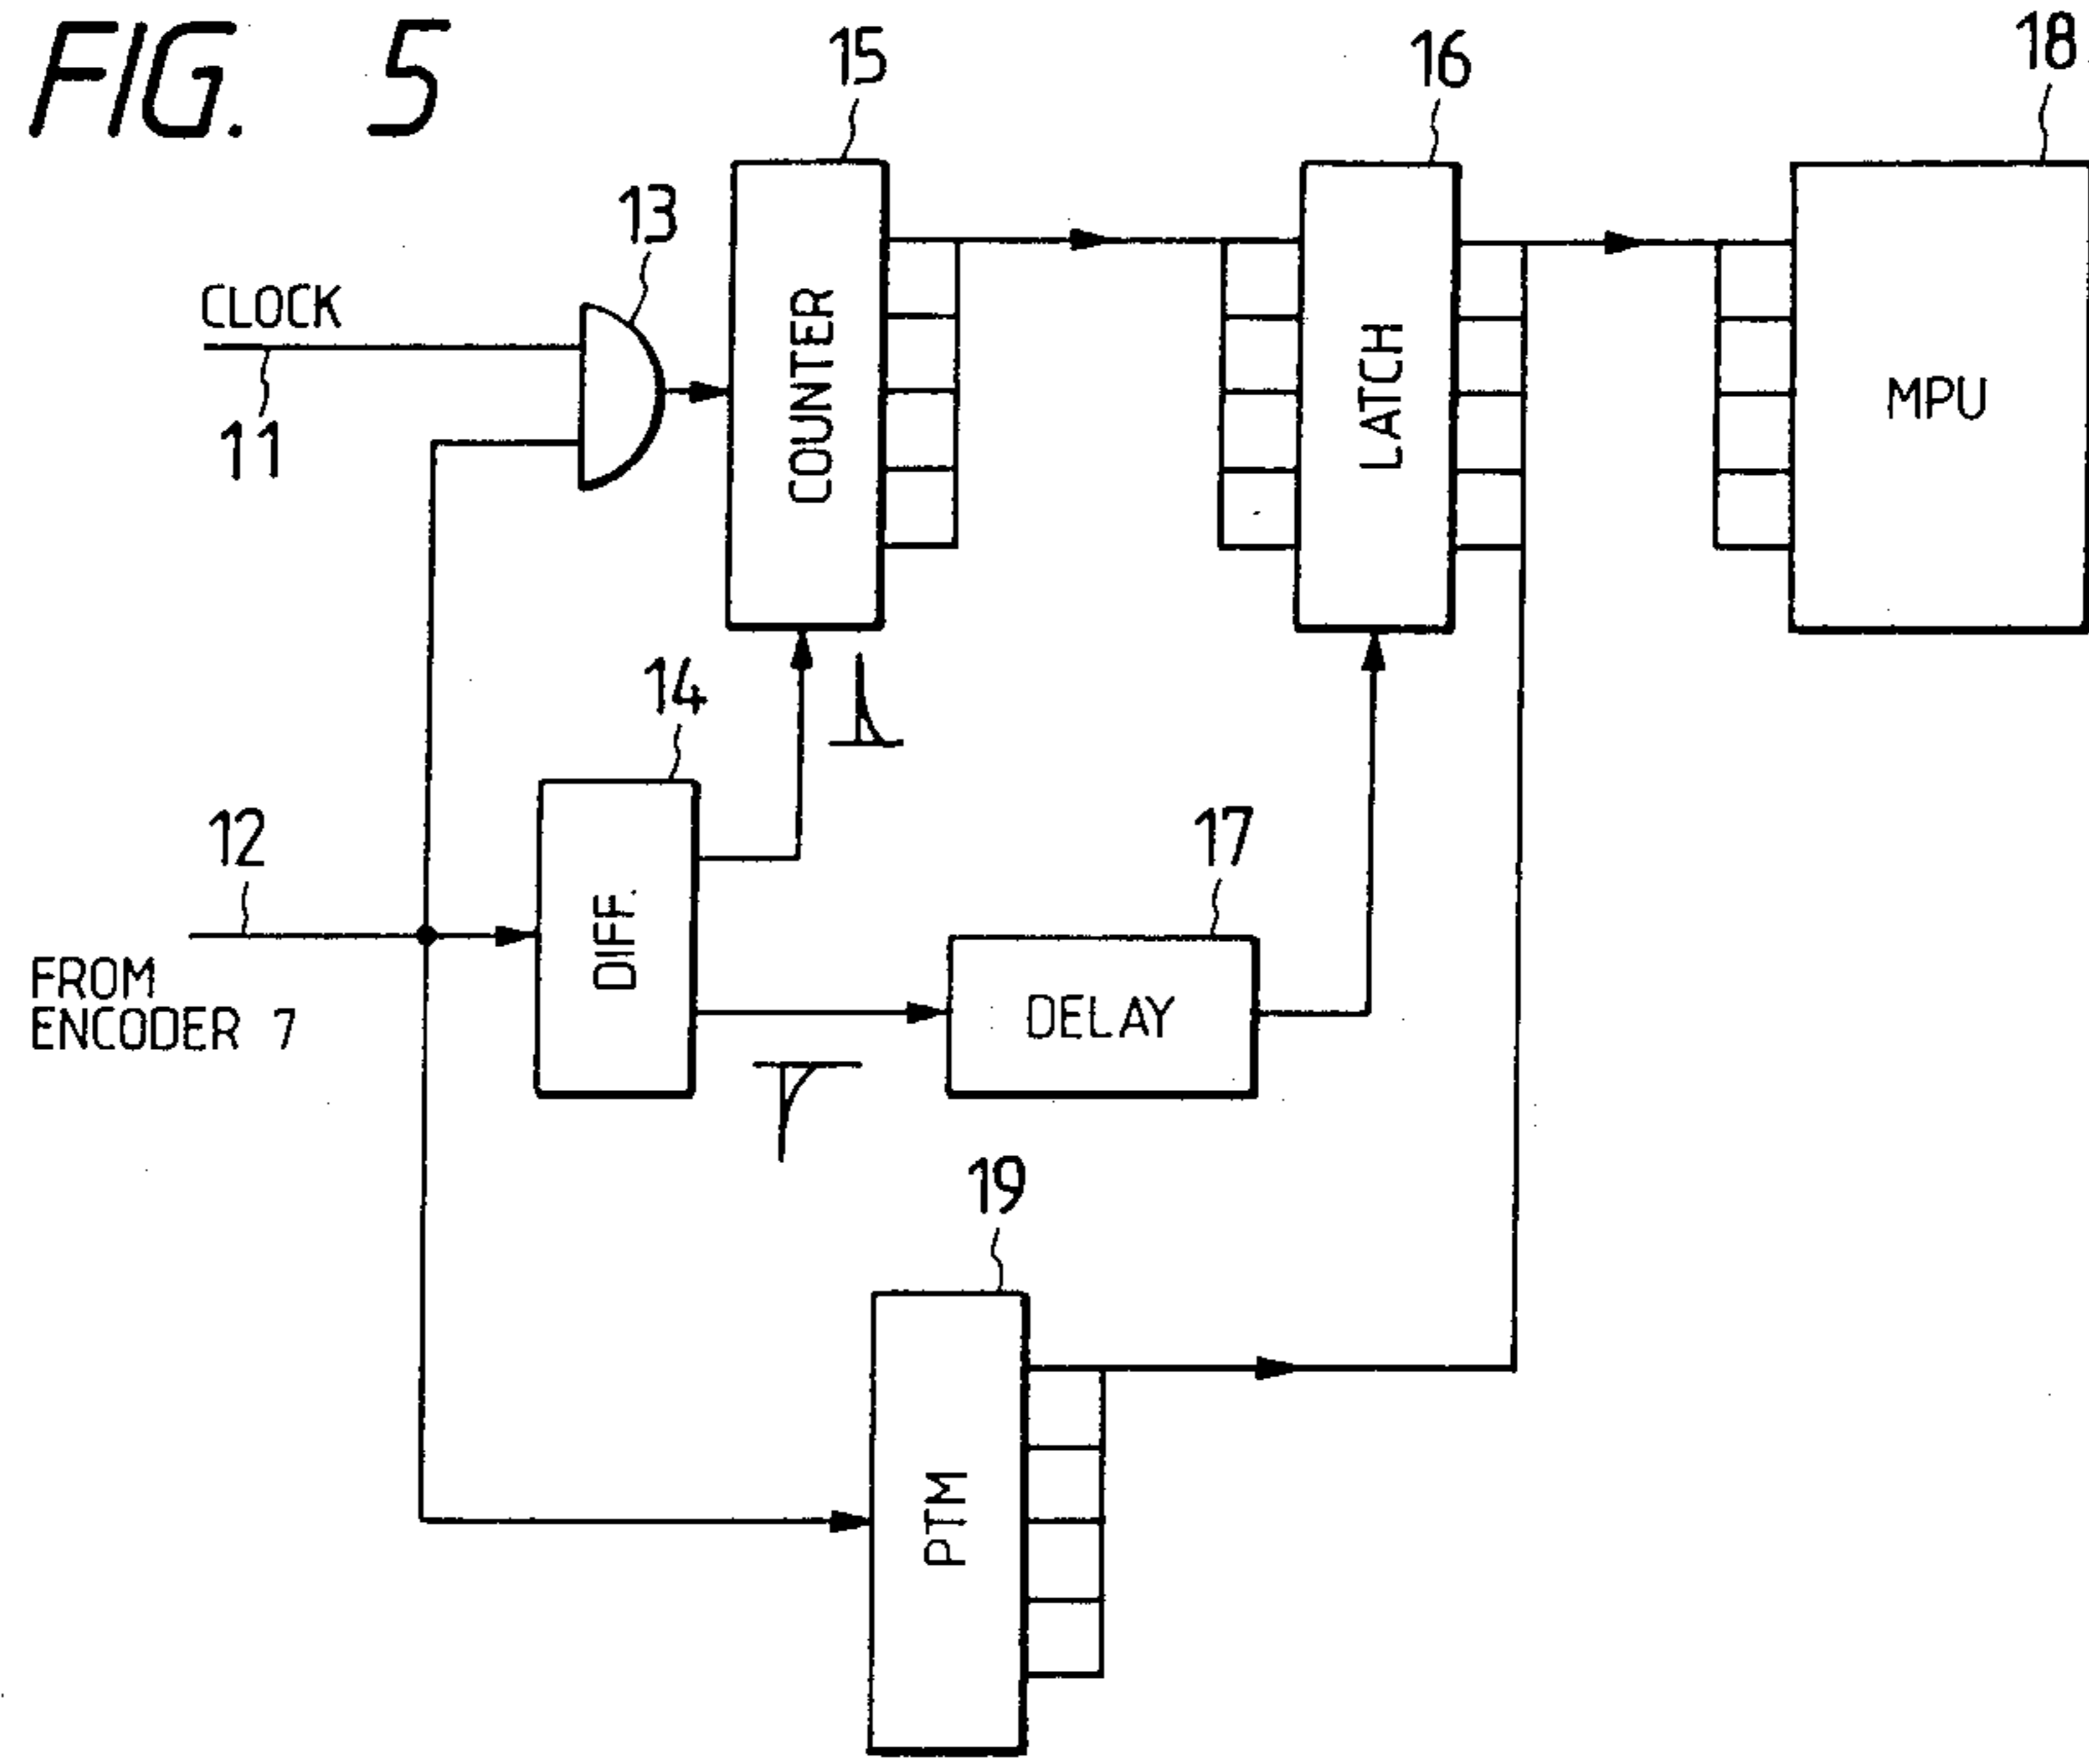 FIG. 5
15
16
18
13
CLOCK
11
COUNTER
LATCH
MPU
14
12
17
DIFF.
FROM
ENCODER 7
DELAY
19
PTM